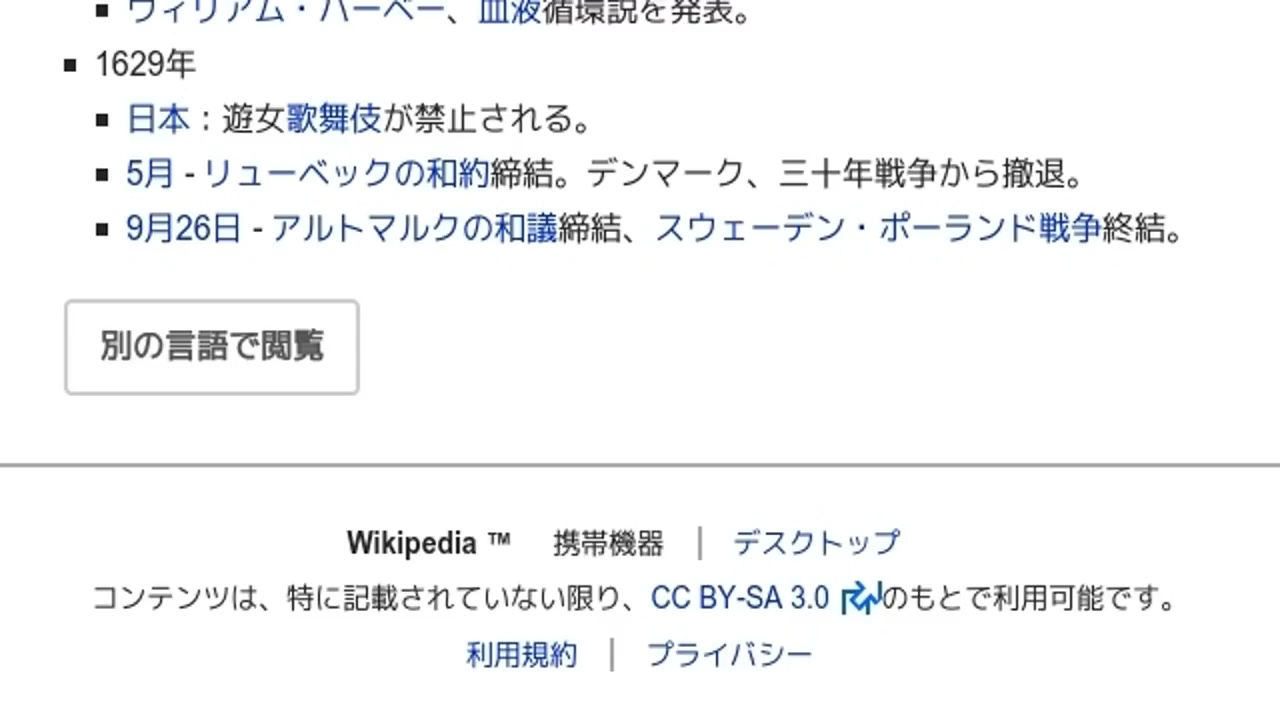 ウィリアム・ハーベー、血液循環説を発表。
1629年
日本：遊女歌舞伎が禁止される。
5月 - リューベックの和約締結。デンマーク、三十年戦争から撤退。
9月26日 - アルトマルクの和議締結、スウェーデン・ポーランド戦争終結。
別の言語で閲覧
Wikipedia ™ 携帯機器 | デスクトップ
コンテンツは、特に記載されていない限り、CC BY-SA 3.0 のもとで利用可能です。
利用規約 | プライバシー